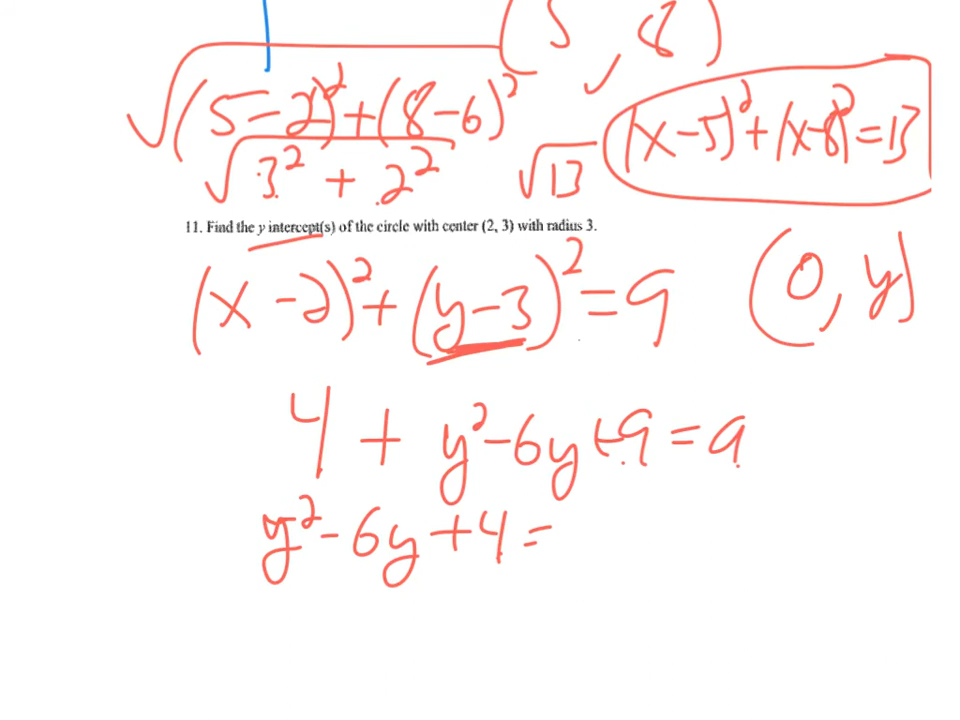 (5, 8)
√(5-2)²+(8-6)²
(x-5)²+(x-8)²=13
√3² + 2² √13
11. Find the y intercept(s) of the circle with center (2, 3) with radius 3.
(x-2)²+(y-3)²=9 (0, y)
4 + y²-6y+9=9
y²-6y+4=